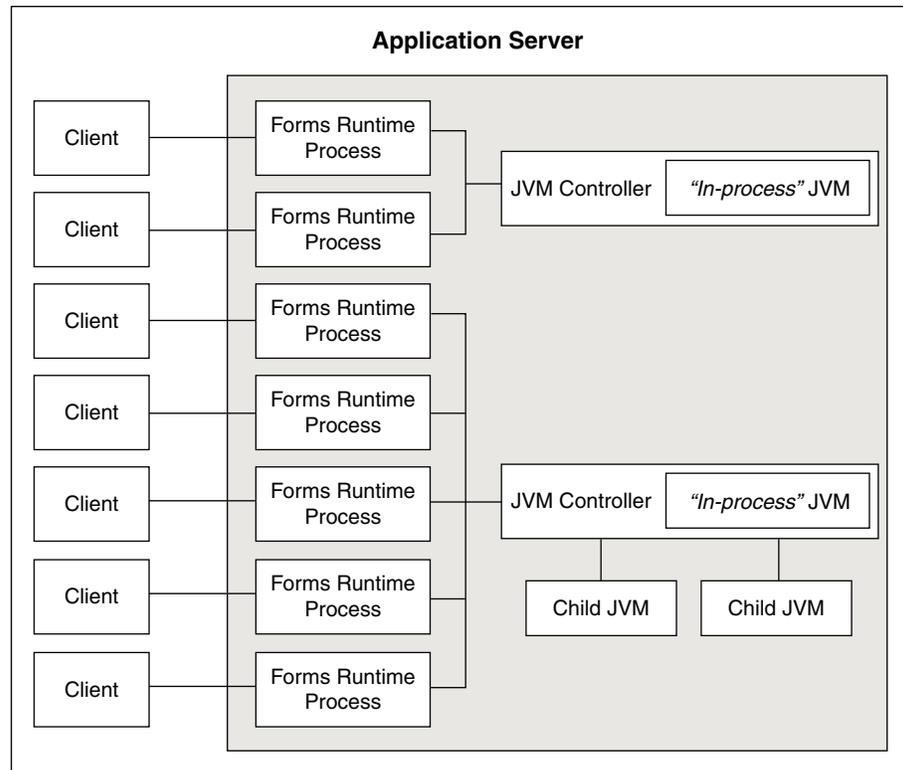 Application Server
Client
Forms Runtime
Process
Client
Forms Runtime
Process
JVM Controller
“In-process” JVM
Client
Forms Runtime
Process
Client
Forms Runtime
Process
Client
Forms Runtime
Process
JVM Controller
“In-process” JVM
Client
Forms Runtime
Process
Child JVM
Child JVM
Client
Forms Runtime
Process